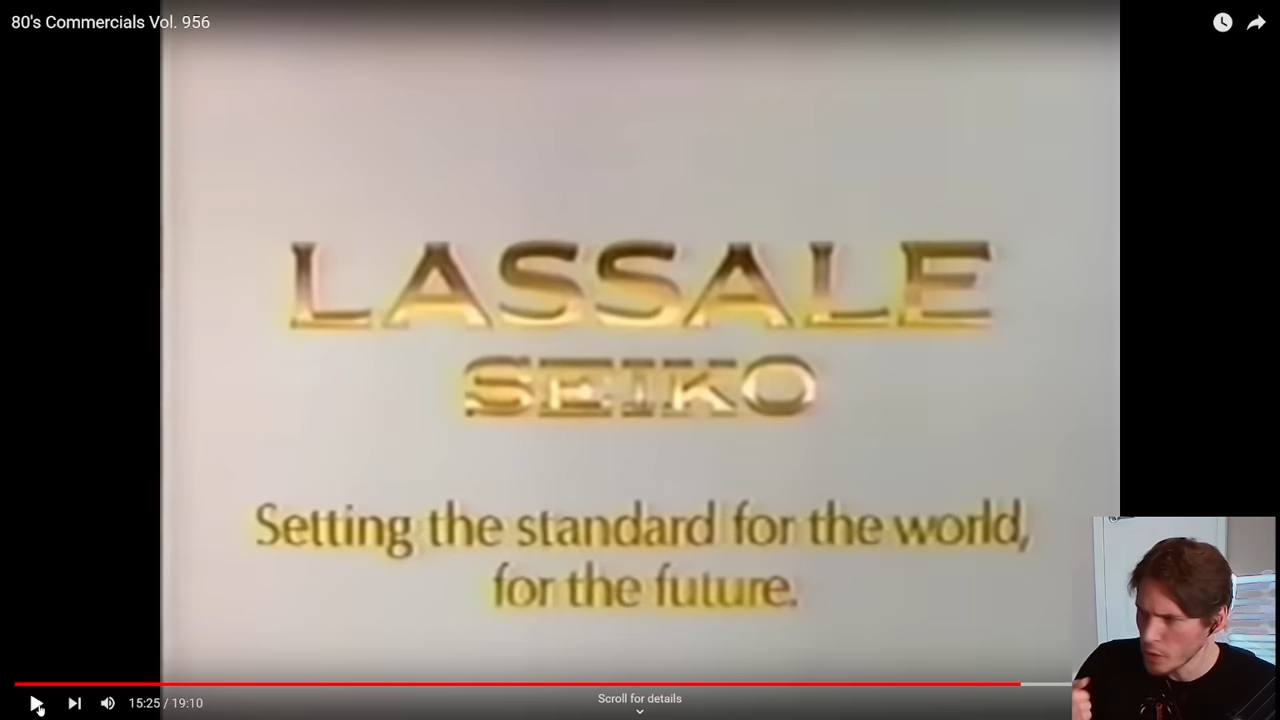 80's Commercials Vol. 956
LASSALE
SEIKO
Setting the standard for the world,
for the future.
15:25 / 19:10
Scroll for details